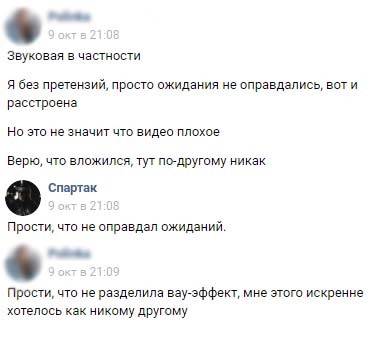 9 окт в 21:08
Звуковая в частности
Я без претензий, просто ожидания не оправдались, вот и
расстроена
Но это не значит что видео плохое
Верю, что вложился, тут по-другому никак
Спартак
9 окт в 21:08
Прости, что не оправдал ожиданий.
9 окт в 21:09
Прости, что не разделила вау-эффект, мне этого искренне
хотелось как никому другому